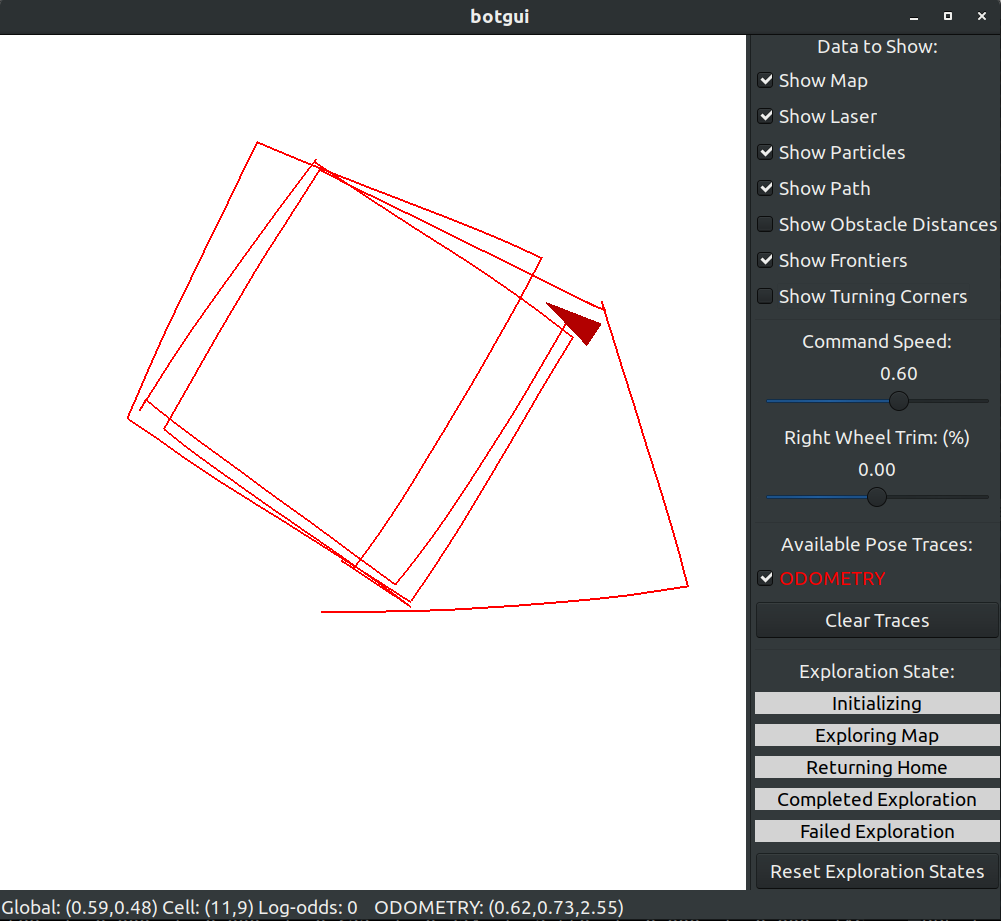 botgui
Data to Show:
Show Map
Show Laser
Show Particles
Show Path
Show Obstacle Distances
Show Frontiers
Show Turning Corners
Command Speed:
0.60
Right Wheel Trim: (%)
0.00
Available Pose Traces:
ODOMETRY
Clear Traces
Exploration State:
Initializing
Exploring Map
Returning Home
Completed Exploration
Failed Exploration
Reset Exploration States
Global: (0.59,0.48) Cell: (11,9) Log-odds: 0 ODOMETRY: (0.62,0.73,2.55)